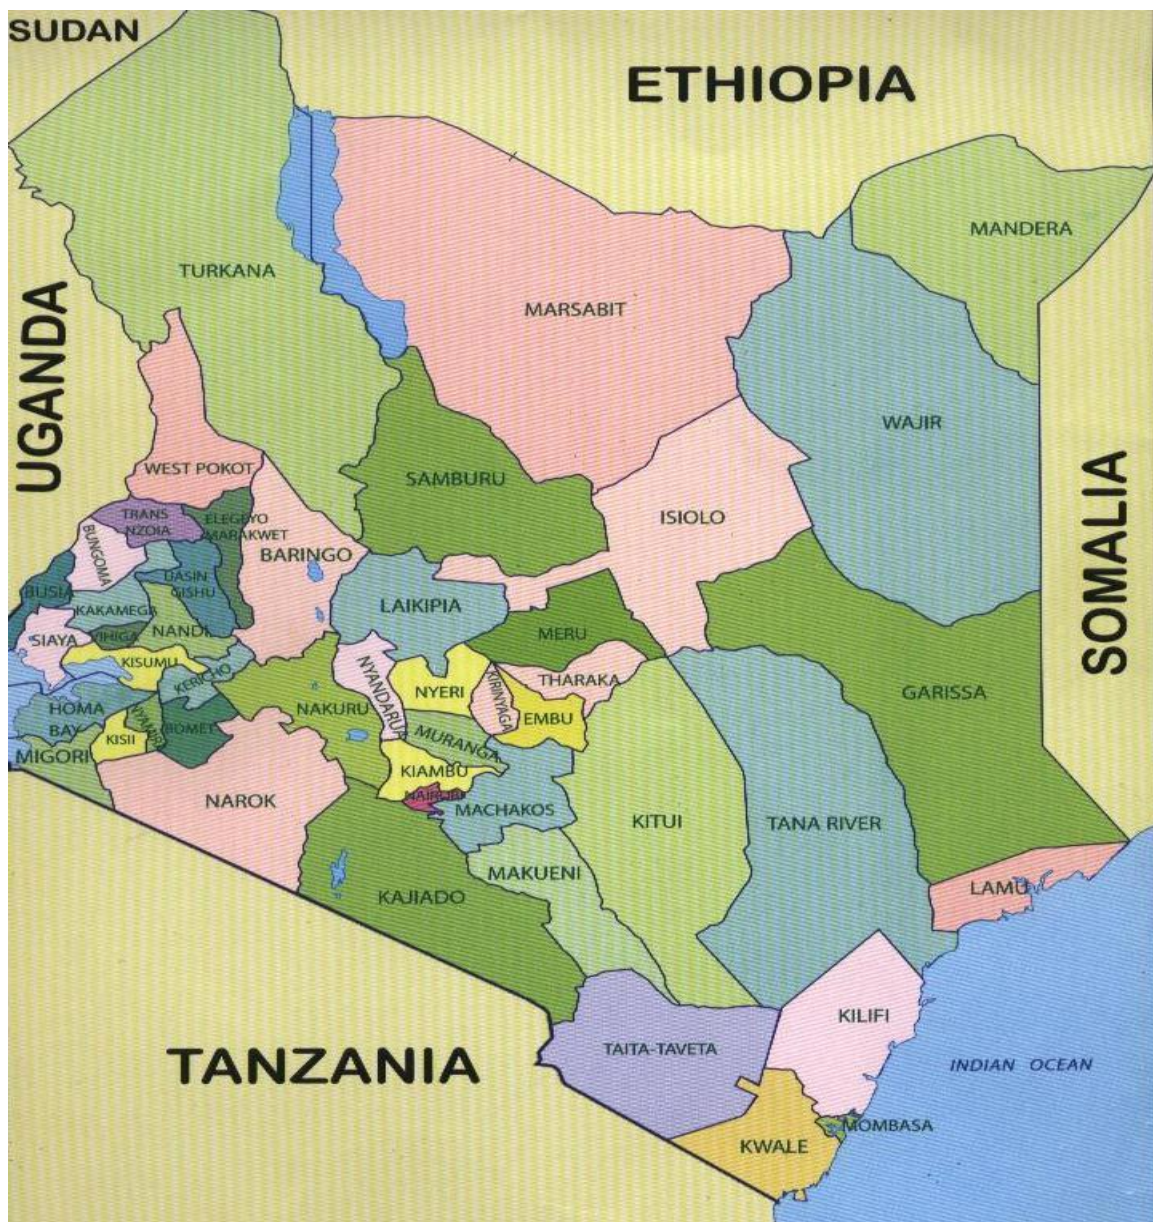 SUDAN
ETHIOPIA
MANDERA
TURKANA
MARSABIT
UGANDA
WAJIR
WEST POKOT
SAMBURU
ISIOLO
SOMALIA
TRANS
NZOIA
ELEGEYO
MARAKWET
BUNGOMA
BARINGO
UASIN
GISHU
BUSIA
KAKAMEGA
LAIKIPIA
SIAYA
VIHIGA
NANDI
MERU
KISUMU
KERICHO
NYANDARUA
NYERI
KIRINYAGA
THARAKA
GARISSA
HOMA
BAY
NYAMIRA
BOMET
NAKURU
EMBU
KISII
MURANGA
MIGORI
KIAMBU
NAIROBI
NAROK
MACHAKOS
KITUI
TANA RIVER
MAKUENI
KAJIADO
LAMU
KILIFI
TAITA-TAVETA
TANZANIA
INDIAN OCEAN
MOMBASA
KWALE